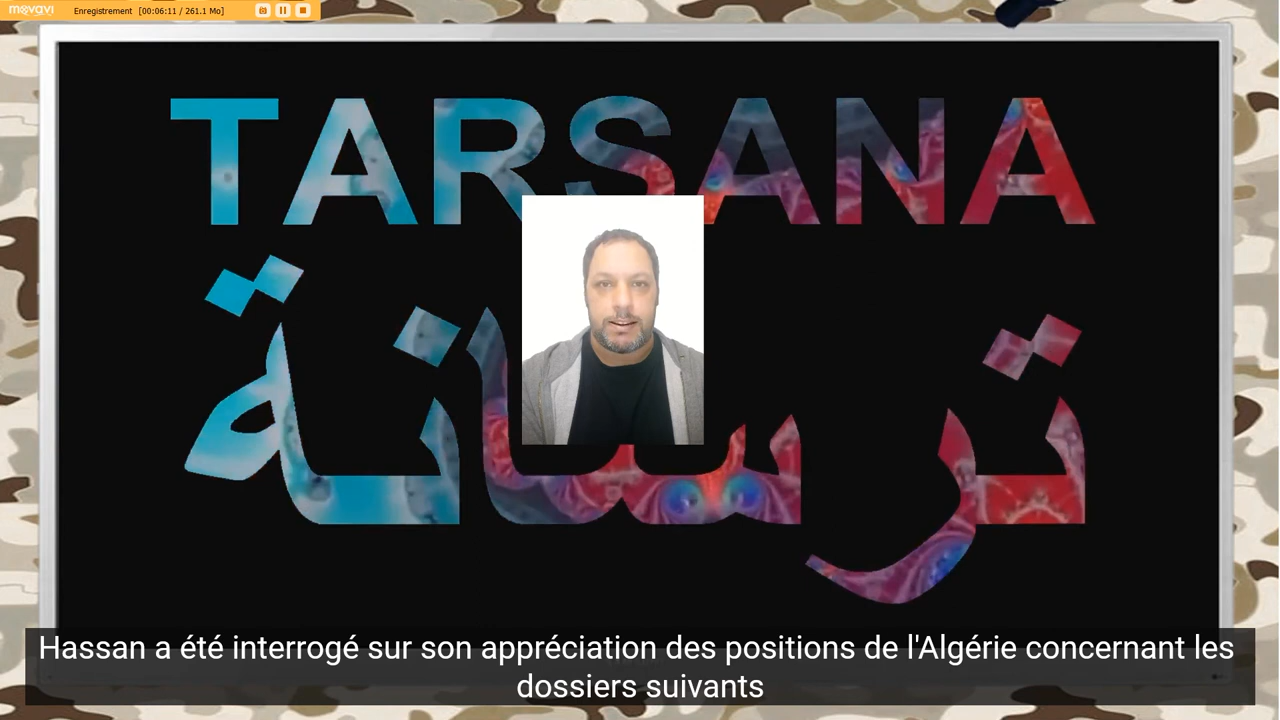 movavi Enregistrement [00:06:11 / 261.1 Mo]
TARSANA
ترسانة
Hassan a été interrogé sur son appréciation des positions de l'Algérie concernant les
dossiers suivants